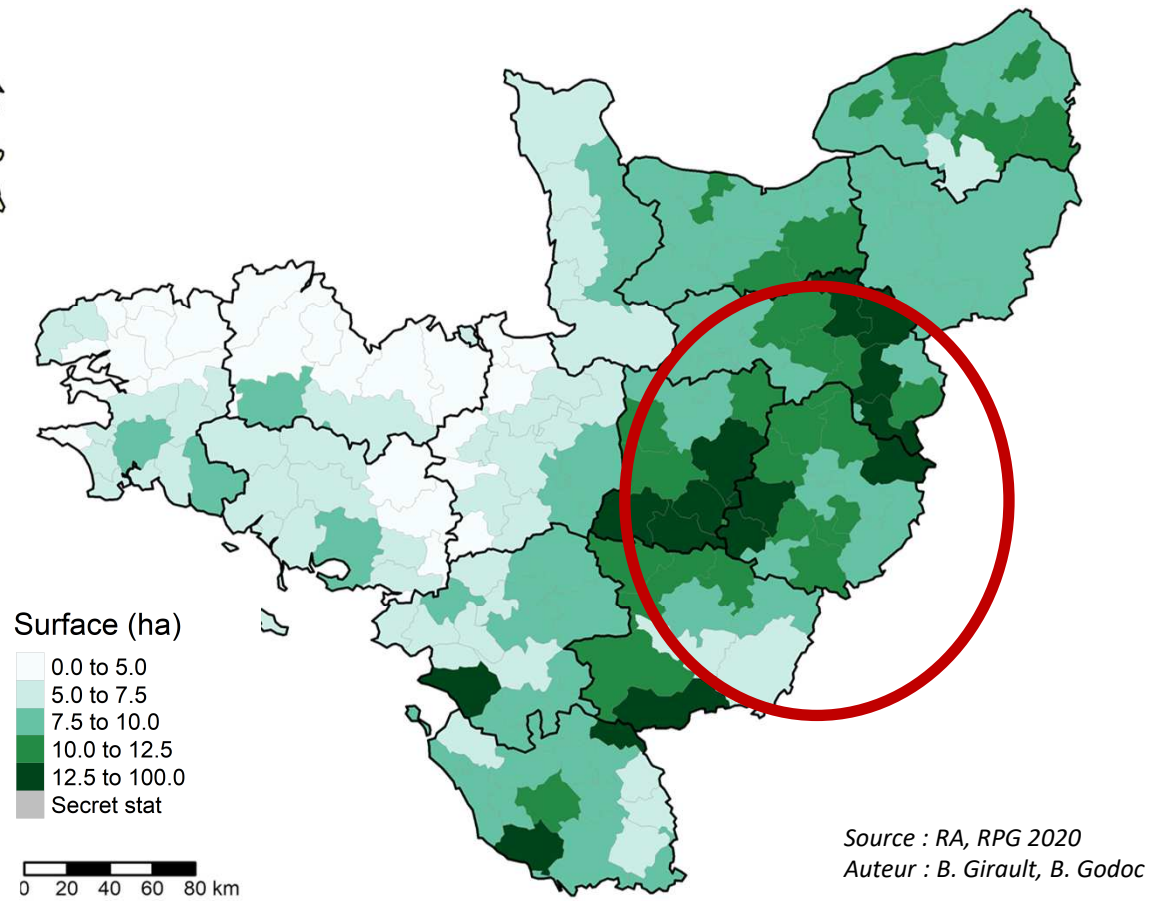 Surface (ha)
0.0 to 5.0
5.0 to 7.5
7.5 to 10.0
10.0 to 12.5
12.5 to 100.0
Secret stat
0 20 40 60 80 km
Source : RA, RPG 2020
Auteur : B. Girault, B. Godoc